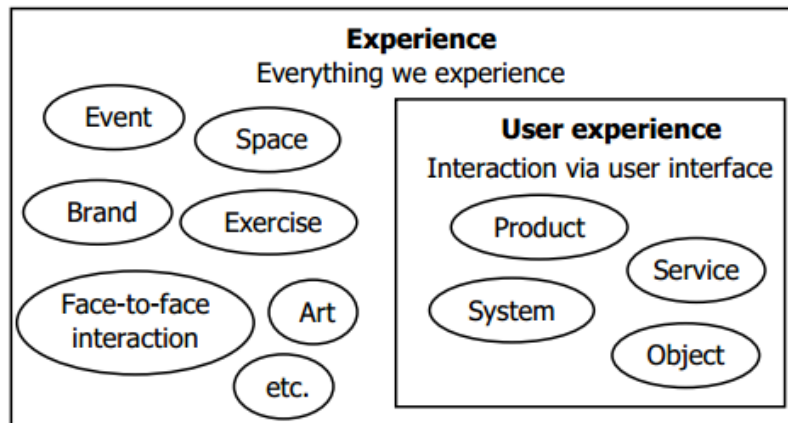 Experience
Everything we experience
Event
Space
Brand
Exercise
Face-to-face
interaction
Art
etc.
User experience
Interaction via user interface
Product
Service
System
Object